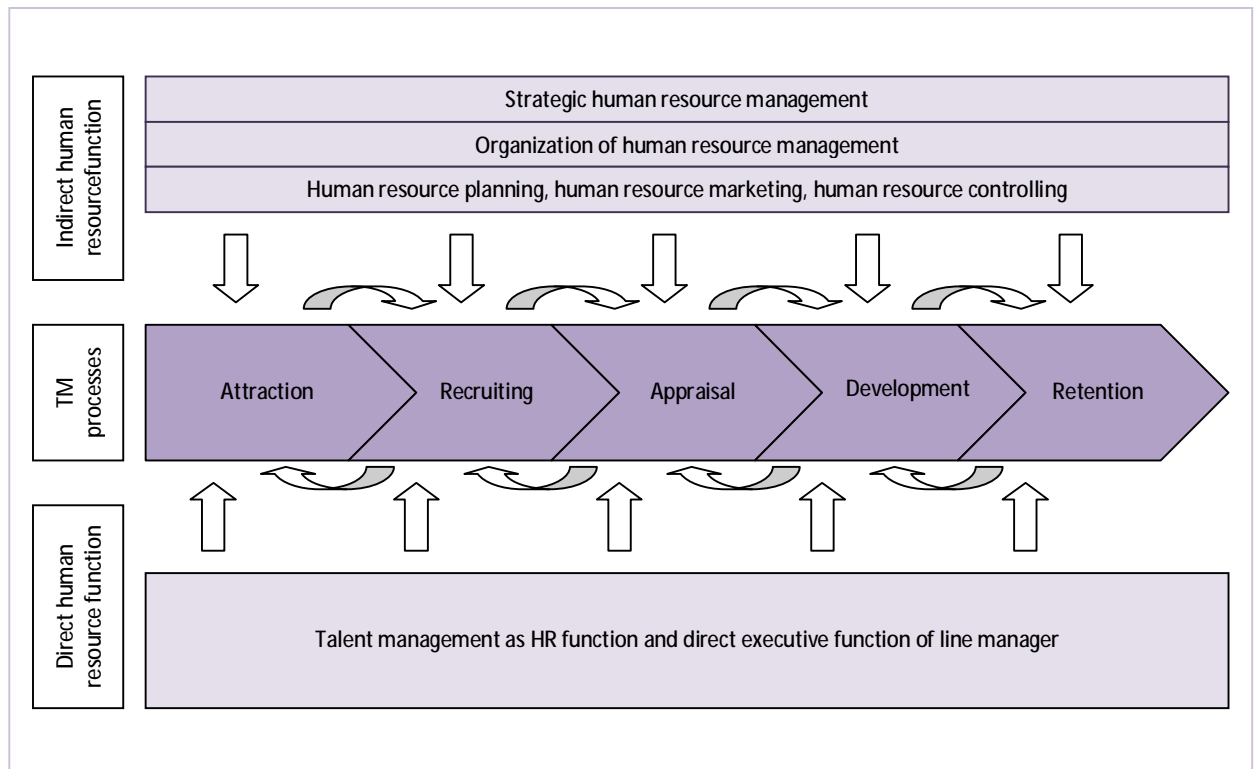 Indirect human
resourcefunction
Strategic human resource management
Organization of human resource management
Human resource planning, human resource marketing, human resource controlling
TM
processes
Attraction
Recruiting
Appraisal
Development
Retention
Direct human
resource function
Talent management as HR function and direct executive function of line manager